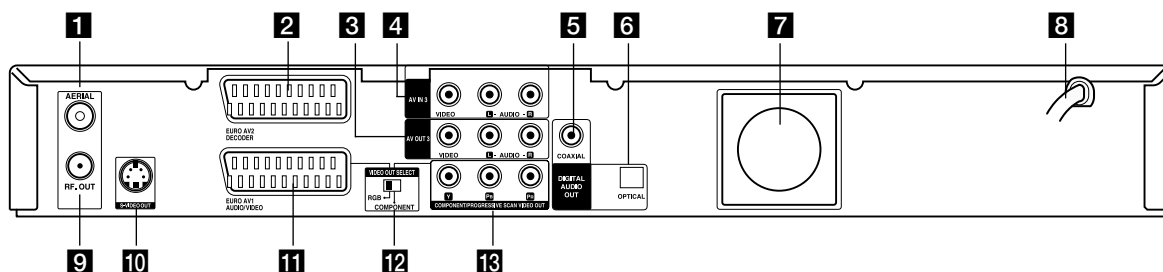 1 2 3 4 5 6 7 8
AERIAL
RF. OUT
S-VIDEO OUT
EURO AV2
DECODER
EURO AV1
AUDIO/VIDEO
AV IN 3
VIDEO L - AUDIO - R
AV OUT 3
VIDEO L - AUDIO - R
VIDEO OUT SELECT
RGB
COMPONENT
Y
COMPONENT/PROGRESSIVE SCAN VIDEO OUT
COAXIAL
DIGITAL
AUDIO
OUT
OPTICAL
9 10 11 12 13